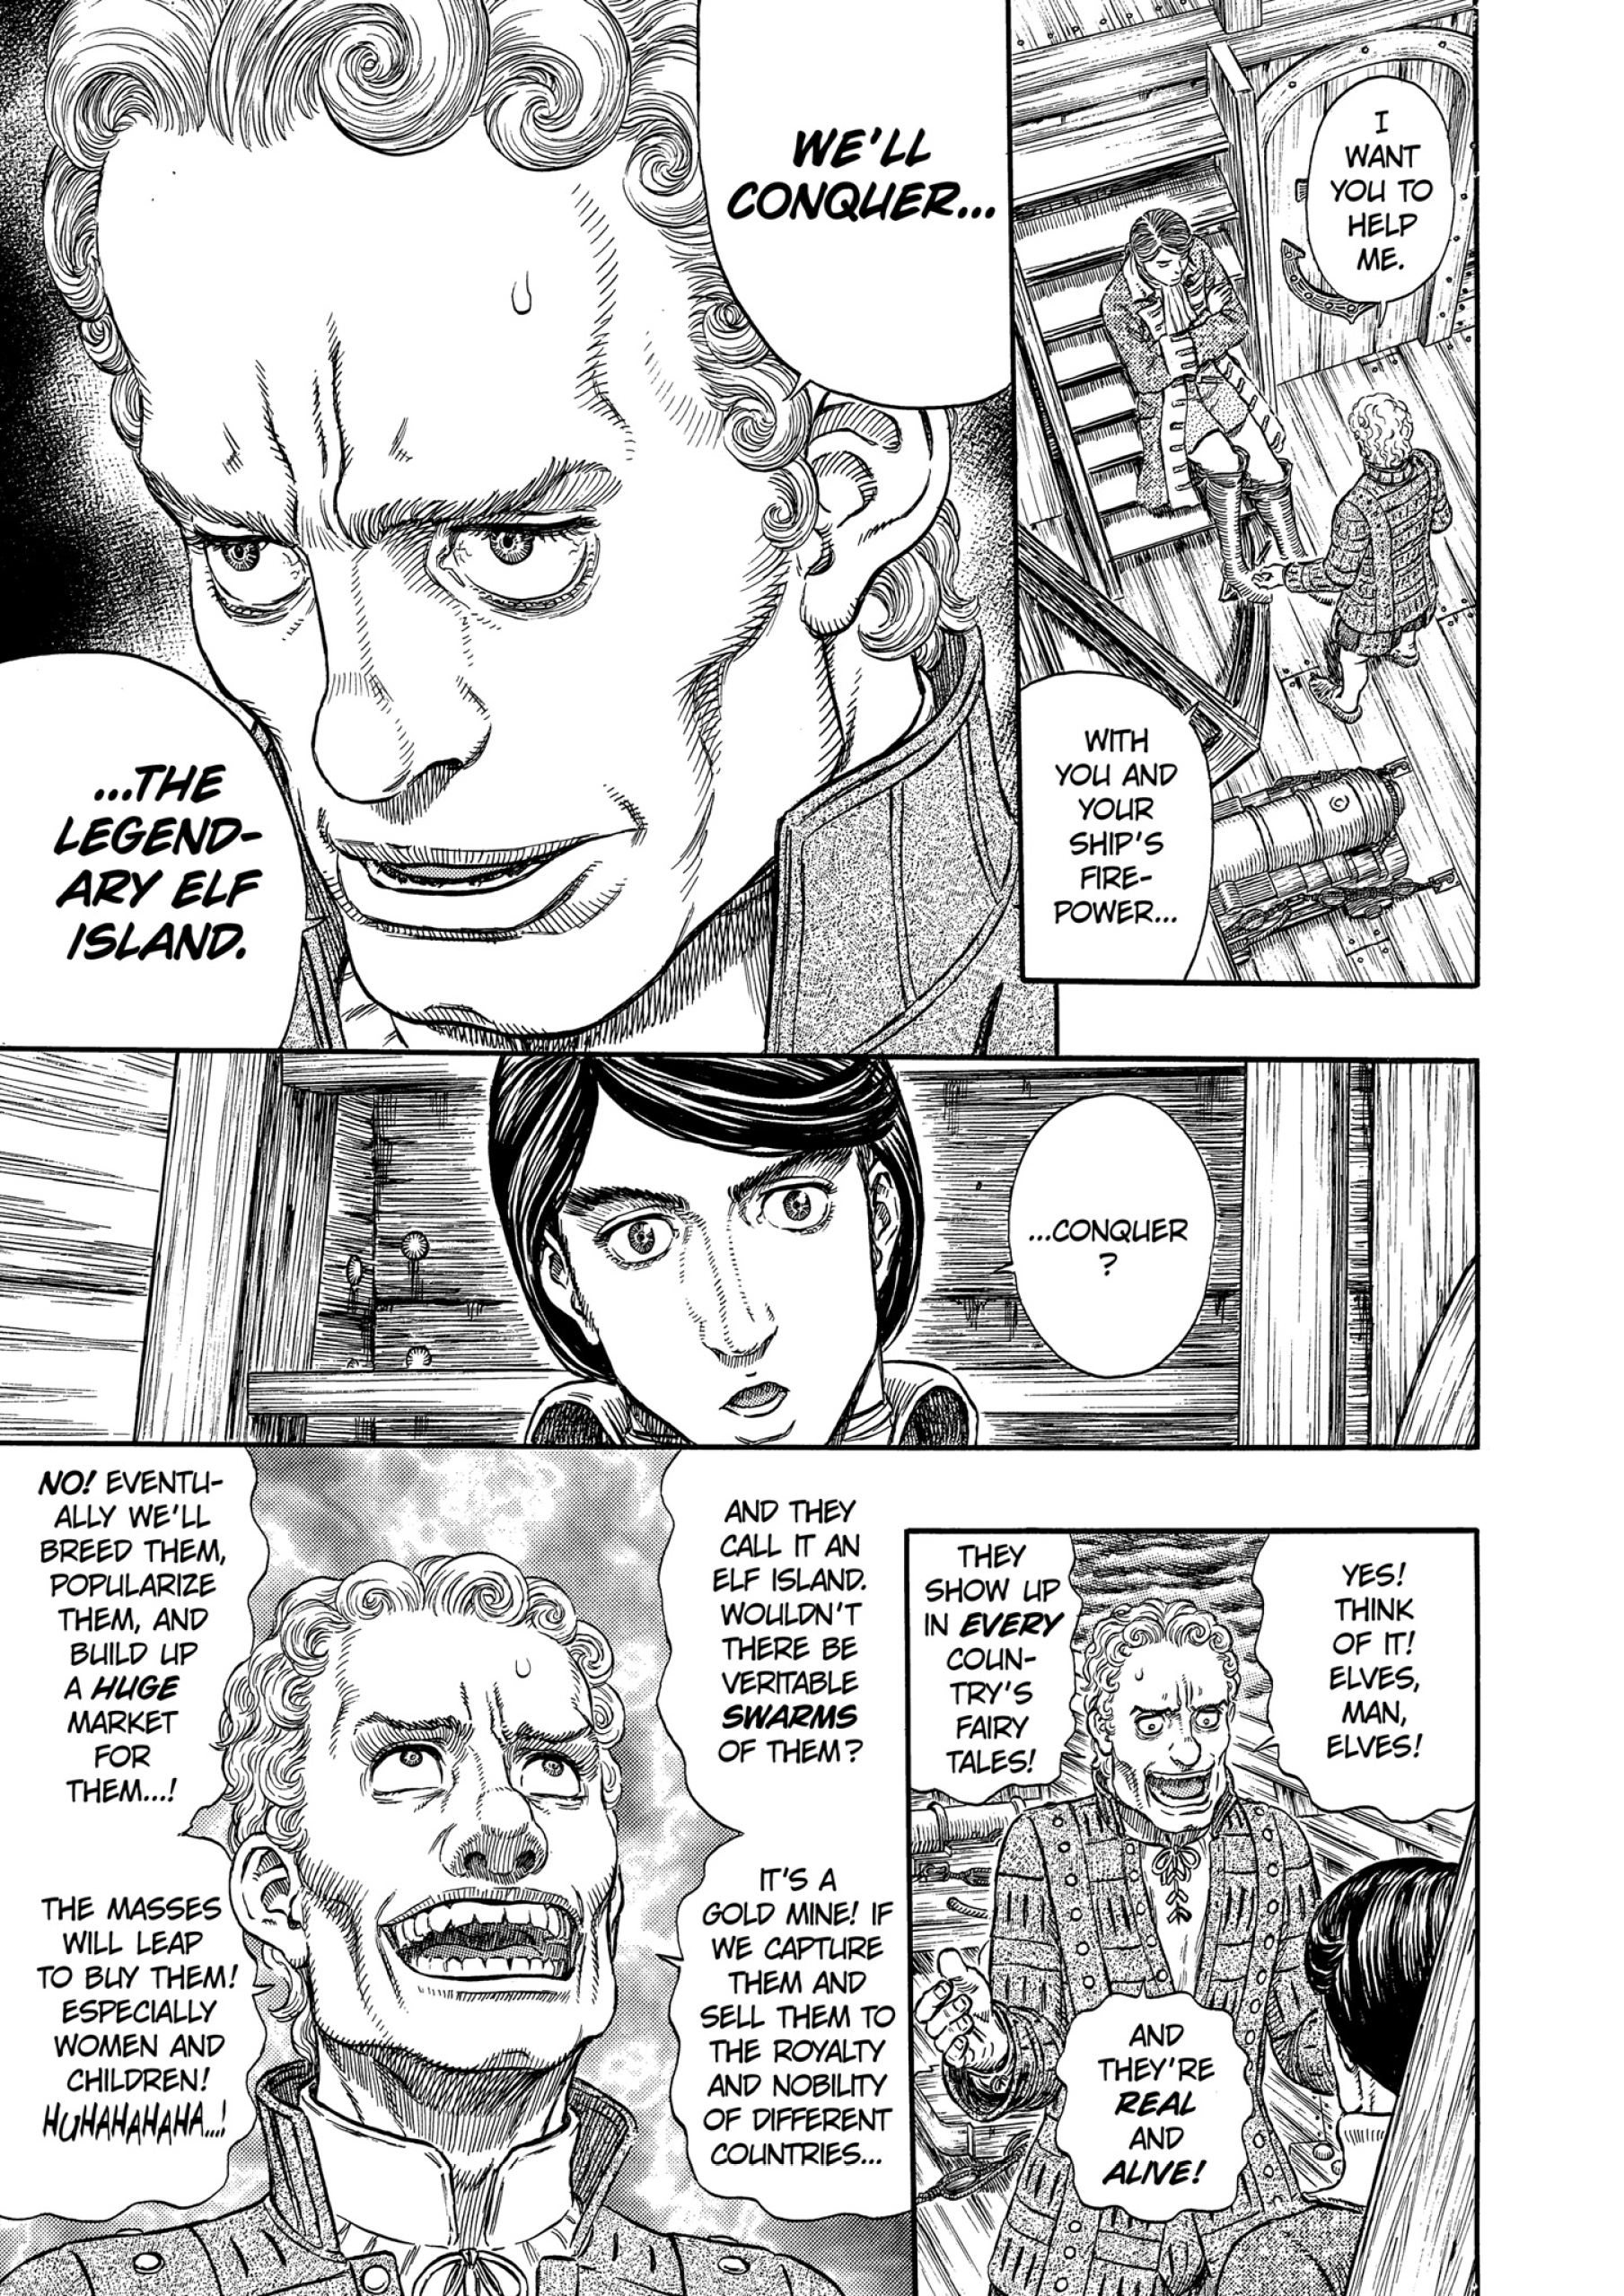 I
WANT
YOU TO
HELP
ME.
WITH
YOU AND
YOUR
SHIP'S
FIRE-
POWER...
WE'LL
CONQUER...
...THE
LEGEND-
ARY ELF
ISLAND.
...CONQUER
?
YES!
THINK
OF IT!
ELVES,
MAN,
ELVES!
THEY
SHOW UP
IN EVERY
COUN-
TRY'S
FAIRY
TALES!
AND
THEY'RE
REAL
AND
ALIVE!
AND THEY
CALL IT AN
ELF ISLAND.
WOULDN'T
THERE BE
VERITABLE
SWARMS
OF THEM?
IT'S A
GOLD MINE! IF
WE CAPTURE
THEM AND
SELL THEM TO
THE ROYALTY
AND NOBILITY
OF DIFFERENT
COUNTRIES...
NO! EVENTU-
ALLY WE'LL
BREED THEM,
POPULARIZE
THEM, AND
BUILD UP
A HUGE
MARKET
FOR
THEM...!
THE MASSES
WILL LEAP
TO BUY THEM!
ESPECIALLY
WOMEN AND
CHILDREN!
HUHAHAHAHA...!